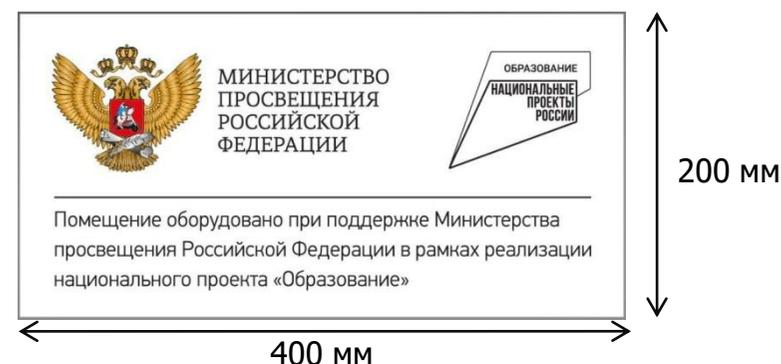 МИНИСТЕРСТВО
ПРОСВЕЩЕНИЯ
РОССИЙСКОЙ
ФЕДЕРАЦИИ
ОБРАЗОВАНИЕ
НАЦИОНАЛЬНЫЕ
ПРОЕКТЫ
РОССИИ
Помещение оборудовано при поддержке Министерства
просвещения Российской Федерации в рамках реализации
национального проекта «Образование»
200 мм
400 мм